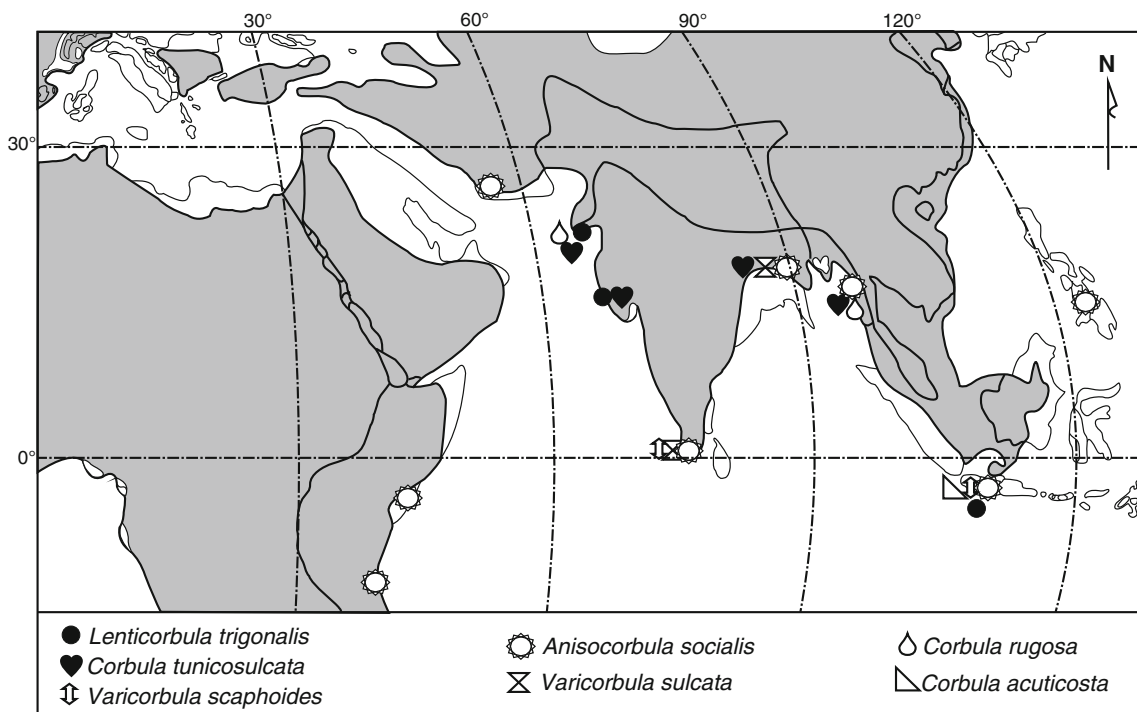 30° 60° 90° 120°
N
30°
0°
Lenticorbula trigonalis Anisocorbula socialis Corbula rugosa
Corbula tunicosulcata Varicorbula sulcata Corbula acuticosta
Varicorbula scaphoides